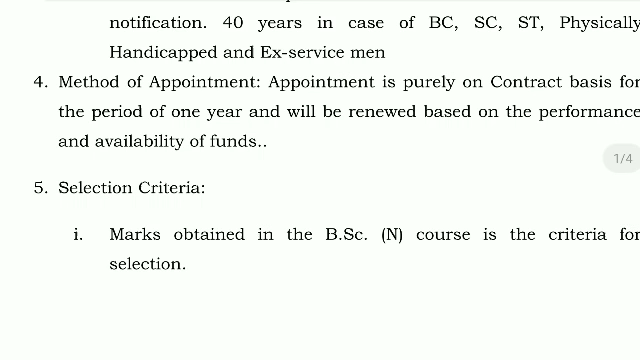 notification. 40 years in case of BC, SC, ST, Physically
Handicapped and Ex-service men
4. Method of Appointment: Appointment is purely on Contract basis for
the period of one year and will be renewed based on the performance
and availability of funds..
1/4
5. Selection Criteria:
i. Marks obtained in the B.Sc. (N) course is the criteria for
selection.